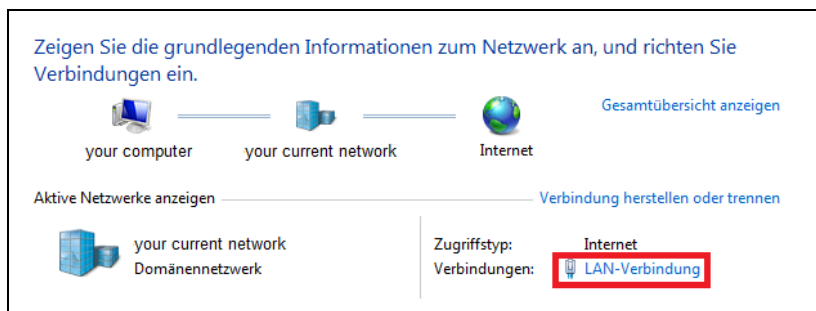 Zeigen Sie die grundlegenden Informationen zum Netzwerk an, und richten Sie
Verbindungen ein.
Gesamtübersicht anzeigen
your computer your current network Internet
Aktive Netzwerke anzeigen Verbindung herstellen oder trennen
your current network Zugriffstyp: Internet
Domänennetzwerk Verbindungen: LAN-Verbindung